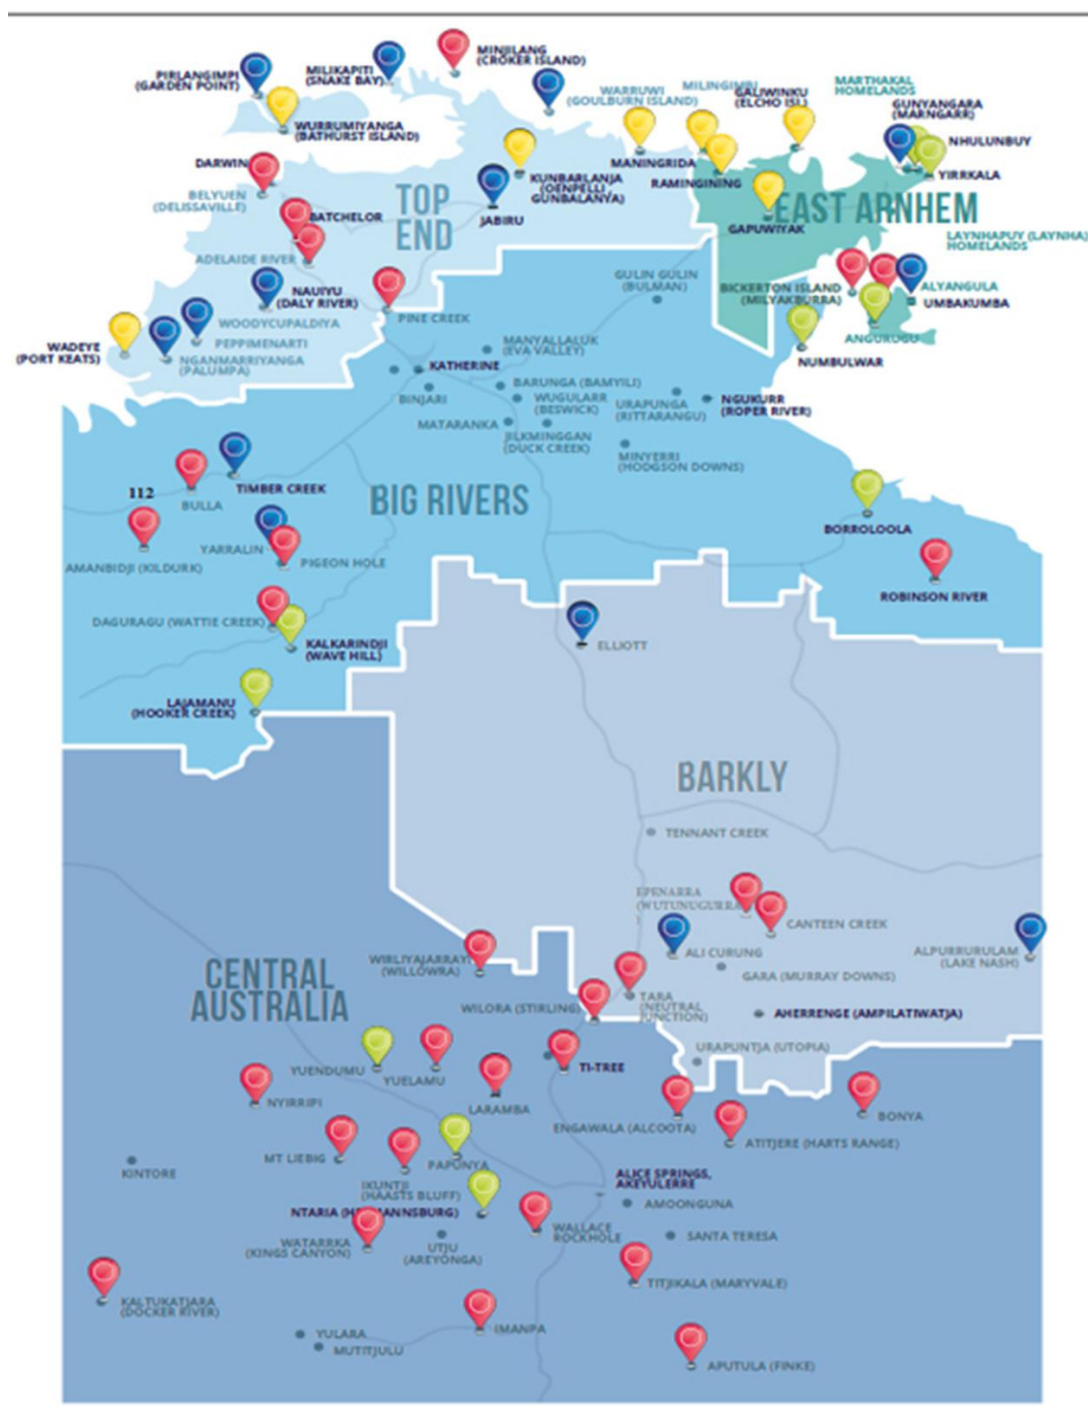 MINJILANG
(CROKER ISLAND)
PIRLANGIMPI
(GARDEN POINT)
MILIKAPITI
(SNAKE BAY)
WARRUWI
(GOULBURN ISLAND)
MILINGIMBI
GALIWINKU
(ELCHO ISL)
MARTHAKAL
HOMELANDS
GUNYANGARA
(MARNGARR)
NHULUNBUY
YIRRKALA
WURRUMIYANGA
(BATHURST ISLAND)
DARWIN
BELYUEN
(DELISSAVILLE)
MANINGRIDA
RAMINGINING
KUNBARLANJA
(OENPELLI
GUNBALANYA)
JABIRU
TOP
END
BATCHELOR
ADELAIDE RIVER
GAPUWIYAK
EAST ARNHEM
LAYNHAPUY (LAYNHA)
HOMELANDS
NAUIYU
(DALY RIVER)
WOODYCUPALDIYA
PEPPIMENARTI
NGANMARRIYANGA
(PALUMPA)
WADEYE
(PORT KEATS)
PINE CREEK
GULIN GULIN
(BULMAN)
BICKERTON ISLAND
(MILYAKBURRA)
ALYANGULA
UMBAKUMBA
ANGURUGU
NUMBULWAR
MANYALLALUK
(EVA VALLEY)
KATHERINE
BINJARI
BARUNGA (BAMYILI)
WUGULARR
(BESWICK)
URAPUNGA
(RITTARANGU)
NGUKURR
(ROPER RIVER)
MATARANKA
JILKMINGGAN
(DUCK CREEK)
MINYERRI
(HODGSON DOWNS)
TIMBER CREEK
112
BULLA
BIG RIVERS
AMANBIDJI (KILDURK)
YARRALIN
PIGEON HOLE
BORROLOOLA
ROBINSON RIVER
DAGURAGU (WATTIE CREEK)
KALKARINDJI
(WAVE HILL)
ELLIOTT
LAJAMANU
(HOOKER CREEK)
BARKLY
TENNANT CREEK
EPENARRA
(WUTUNUGURRA
)
CANTEEN CREEK
ALI CURUNG
ALPURRURULAM
(LAKE NASH)
GARA (MURRAY DOWNS)
WIRLIYAJARRAYI
(WILLOWRA)
CENTRAL
AUSTRALIA
WILORA (STIRLING)
TARA
(NEUTRAL
JUNCTION)
AHERRENGE (AMPILATIWATJA)
URAPUNTJA (UTOPIA)
YUENDUMU
YUELAMU
TI-TREE
NYIRRIPI
LARAMBA
ENGAWALA (ALCOOTA)
BONYA
ATITJERE (HARTS RANGE)
MT LIEBIG
PAPUNYA
KINTORE
IKUNTJI
(HAASTS BLUFF)
ALICE SPRINGS,
AKEYULERRE
AMOONGUNA
NTARIA (HERMANNSBURG)
WALLACE
ROCKHOLE
SANTA TERESA
WATARRKA
(KINGS CANYON)
UTJU
(AREYONGA)
TITJIKALA (MARYVALE)
KALTUKATJARA
(DOCKER RIVER)
IMANPA
YULARA
MUTITJULU
APUTULA (FINKE)